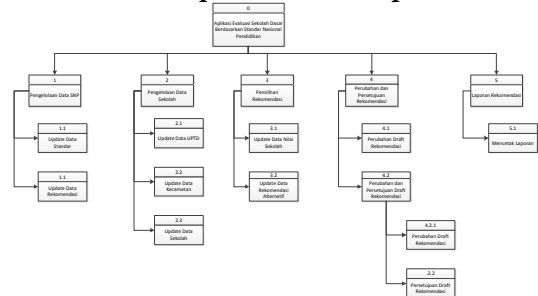 0
Aplikasi Evaluasi Sekolah Dasar
Berdasarkan Standar Nasional
Pendidikan
1
Pengelolaan Data SNP
2
Pengelolaan Data
Sekolah
3
Pemilihan
Rekomendasi
4
Perubahan dan
Persetujuan
Rekomendasi
5
Laporan Rekomendasi
1.1
Update Data
Standar
2.1
Update Data UPTD
3.1
Update Data Nilai
Sekolah
4.1
Perubahan Draft
Rekomendasi
5.1
Mencetak Laporan
1.1
Update Data
Rekomendasi
2.2
Update Data
Kecamatan
3.2
Update Data
Rekomendasi
Alternatif
4.2
Perubahan dan
Persetujuan Draft
Rekomendasi
2.3
Update Data
Sekolah
4.2.1
Perubahan Draft
Rekomendasi
.2.2
Persetujuan Draft
Rekomendasi